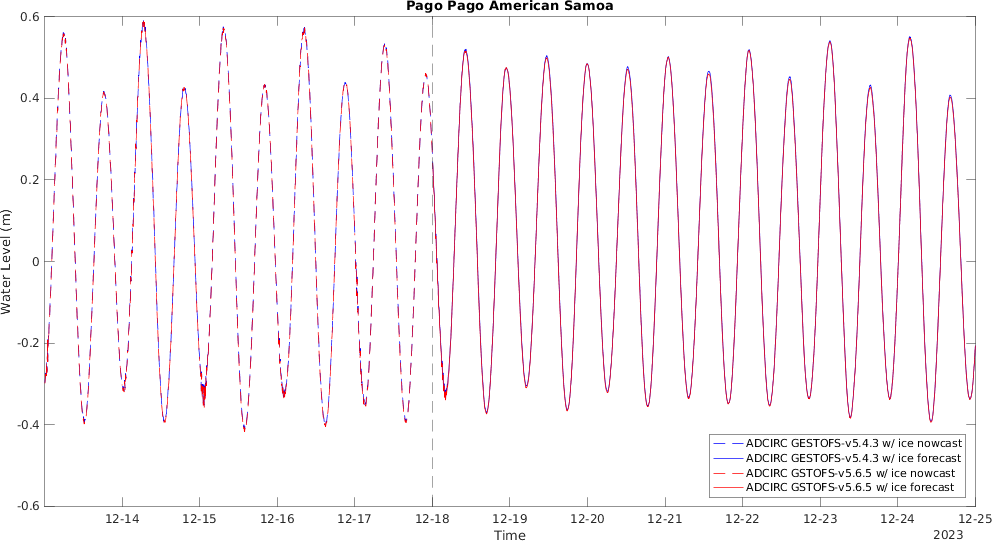 Pago Pago American Samoa
0.6
0.4
0.2
0
-0.2
-0.4
-0.6
Water Level (m)
12-14
12-15
12-16
12-17
12-18
12-19
12-20
12-21
12-22
12-23
12-24
12-25
Time
2023
ADCIRC GESTOFS-v5.4.3 w/ ice nowcast
ADCIRC GESTOFS-v5.4.3 w/ ice forecast
ADCIRC GSTOFS-v5.6.5 w/ ice nowcast
ADCIRC GSTOFS-v5.6.5 w/ ice forecast